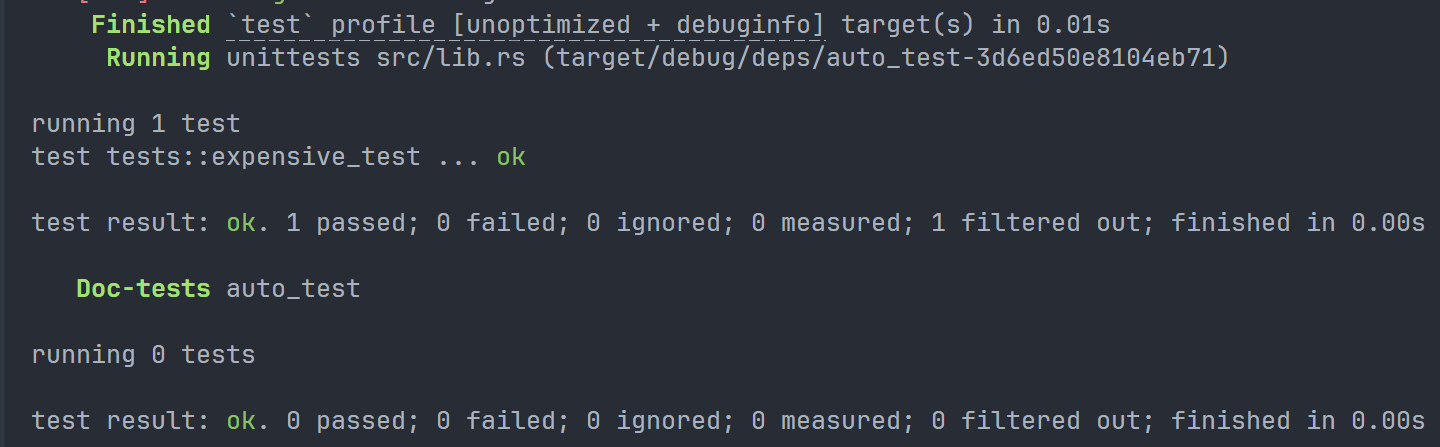 Finished `test` profile [unoptimized + debuginfo] target(s) in 0.01s
Running unittests src/lib.rs (target/debug/deps/auto_test-3d6ed50e8104eb71)
running 1 test
test tests::expensive_test ... ok
test result: ok. 1 passed; 0 failed; 0 ignored; 0 measured; 1 filtered out; finished in 0.00s
Doc-tests auto_test
running 0 tests
test result: ok. 0 passed; 0 failed; 0 ignored; 0 measured; 0 filtered out; finished in 0.00s